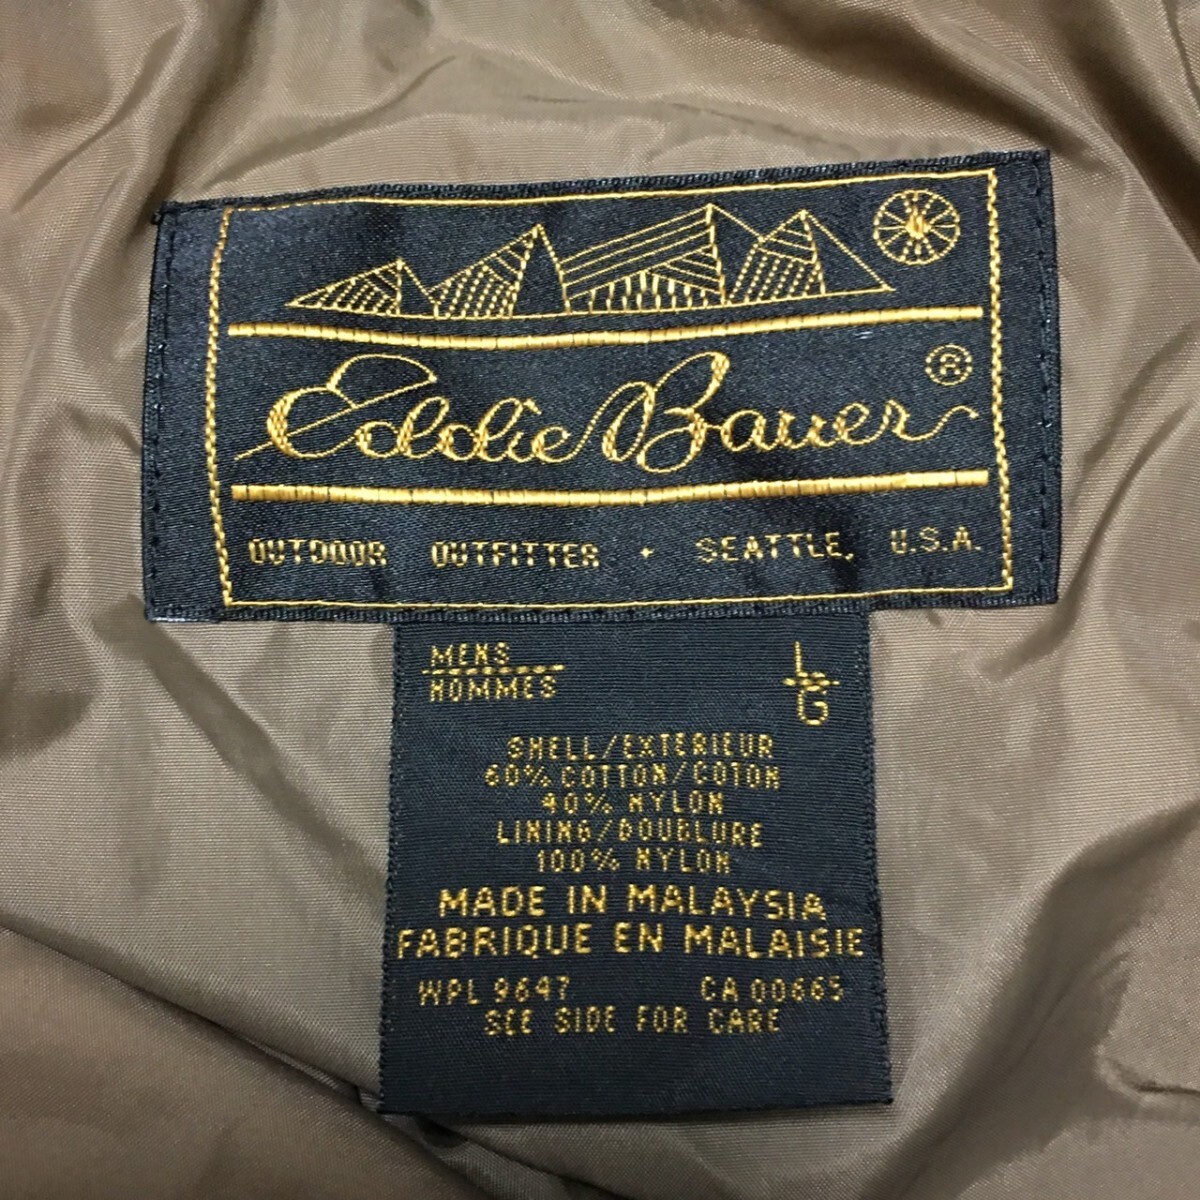 Eddie Bauer ®
OUTDOOR OUTFITTER • SEATTLE, U.S.A.
MENS
HOMMES
L
G
SHELL/EXTERIEUR
60% COTTON/COTON
40% NYLON
LINING/DOUBLURE
100% NYLON
MADE IN MALAYSIA
FABRIQUE EN MALAISIE
WPL 9647 CA 00665
SEE SIDE FOR CARE